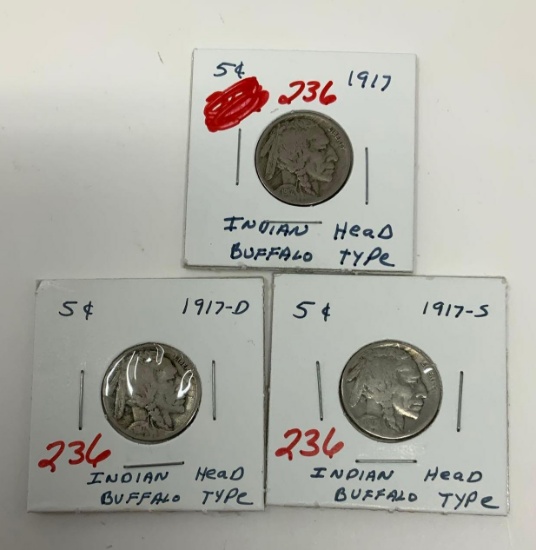 5¢ 1917
236
INDIAN HeaD
BUFFALO TYPe
5¢ 1917-D
236
INDIAN HeaD
BUFFALO TYPe
5¢ 1917-S
236
INDIAN HeaD
BUFFALO TYPe